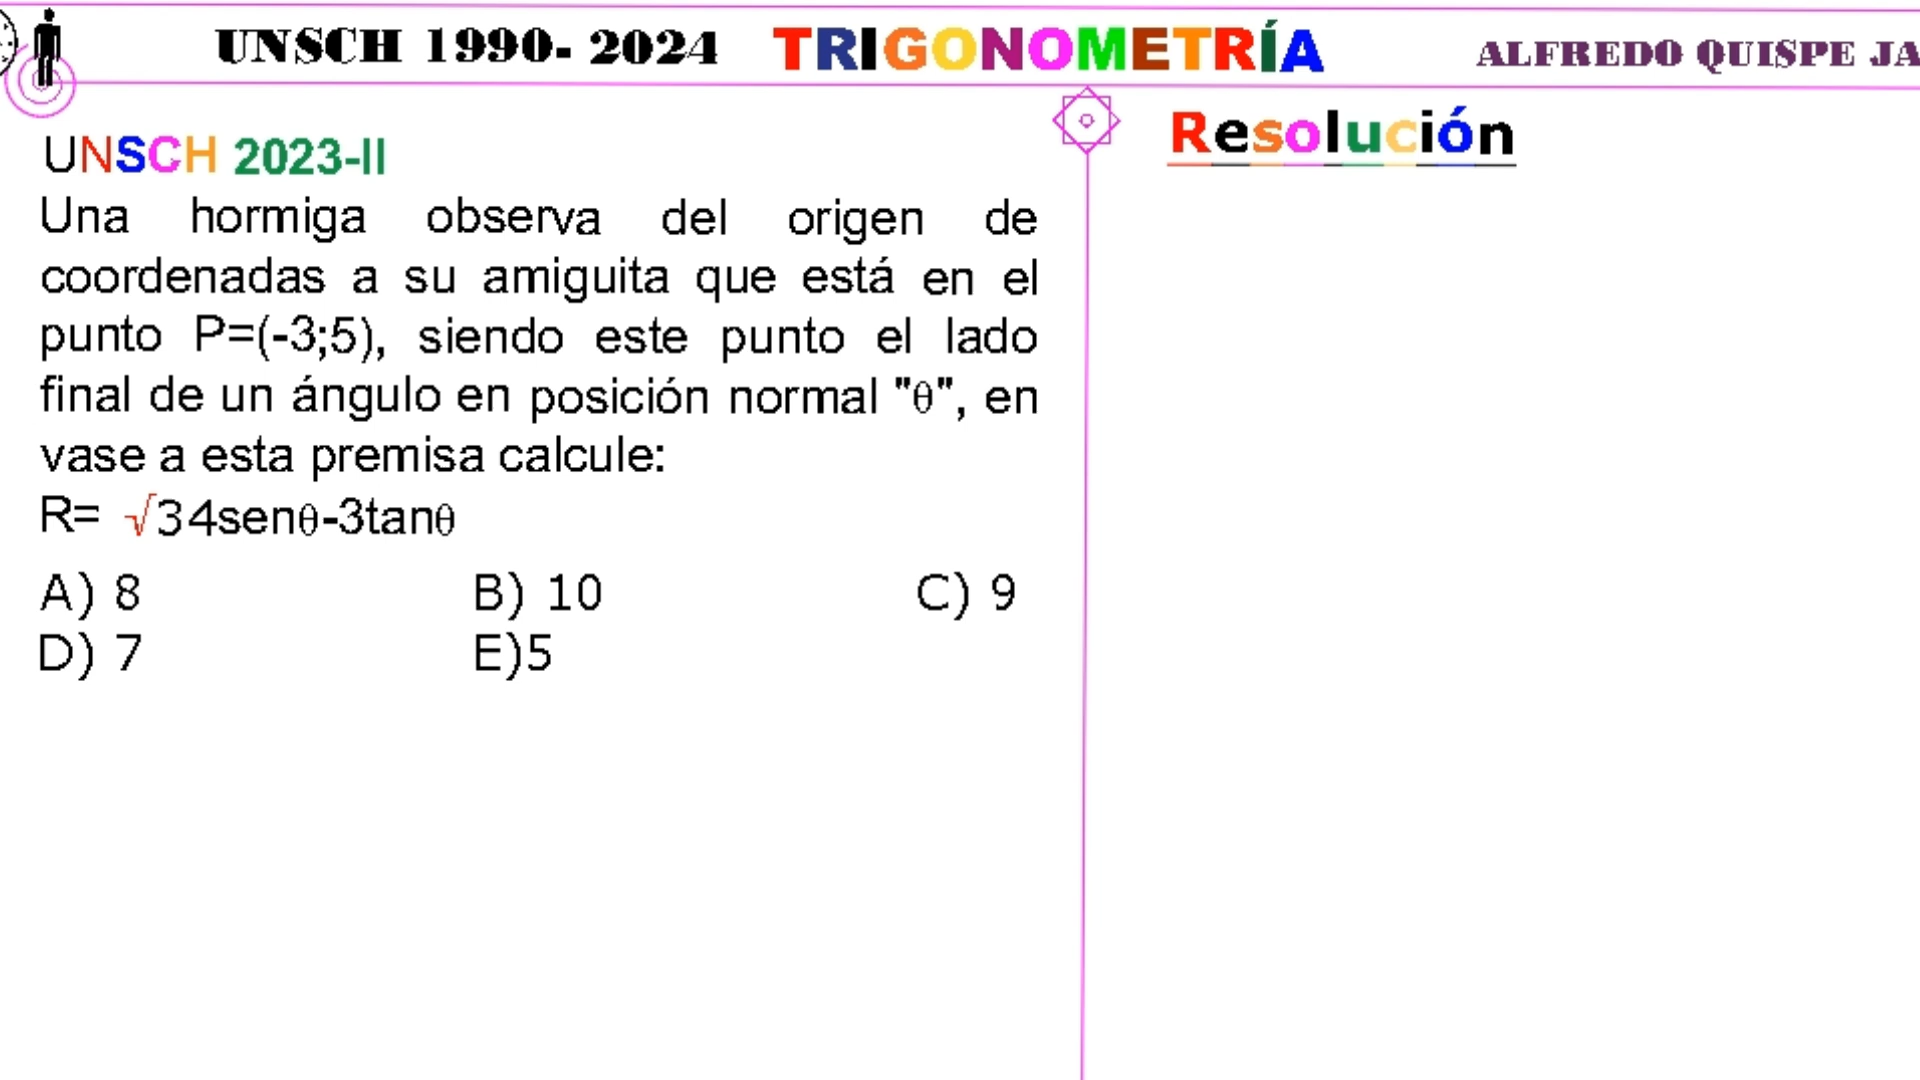 UNSCH 1990- 2024 TRIGONOMETRÍA ALFREDO QUISPE JA
UNSCH 2023-II
Una hormiga observa del origen de
coordenadas a su amiguita que está en el
punto P=(-3;5), siendo este punto el lado
final de un ángulo en posición normal "θ", en
vase a esta premisa calcule:
R= √34senθ-3tanθ
A) 8 B) 10 C) 9
D) 7 E)5
Resolución